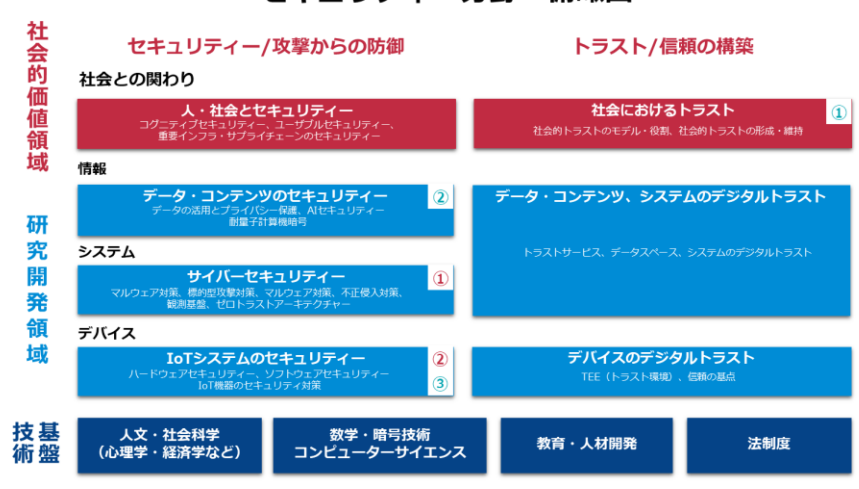 社会的価値領域
セキュリティー/攻撃からの防御
トラスト/信頼の構築
社会との関わり
人・社会とセキュリティー
コグニティブセキュリティー、ユーザブルセキュリティー、
重要インフラ・サプライチェーンのセキュリティー
社会におけるトラスト
①
社会的トラストのモデル・役割、社会的トラストの形成・維持
研究開発領域
情報
データ・コンテンツのセキュリティー
②
データの活用とプライバシー保護、AIセキュリティー
耐量子計算機暗号
データ・コンテンツ、システムのデジタルトラスト
トラストサービス、データスペース、システムのデジタルトラスト
システム
サイバーセキュリティー
①
マルウェア対策、標的型攻撃対策、マルウェア対策、不正侵入対策、
観測基盤、ゼロトラストアーキテクチャー
デバイス
IoTシステムのセキュリティー
②
ハードウェアセキュリティー、ソフトウェアセキュリティー
③
IoT機器のセキュリティ対策
デバイスのデジタルトラスト
TEE（トラスト環境）、信頼の基点
基盤技術
人文・社会科学
（心理学・経済学など）
数学・暗号技術
コンピューターサイエンス
教育・人材開発
法制度